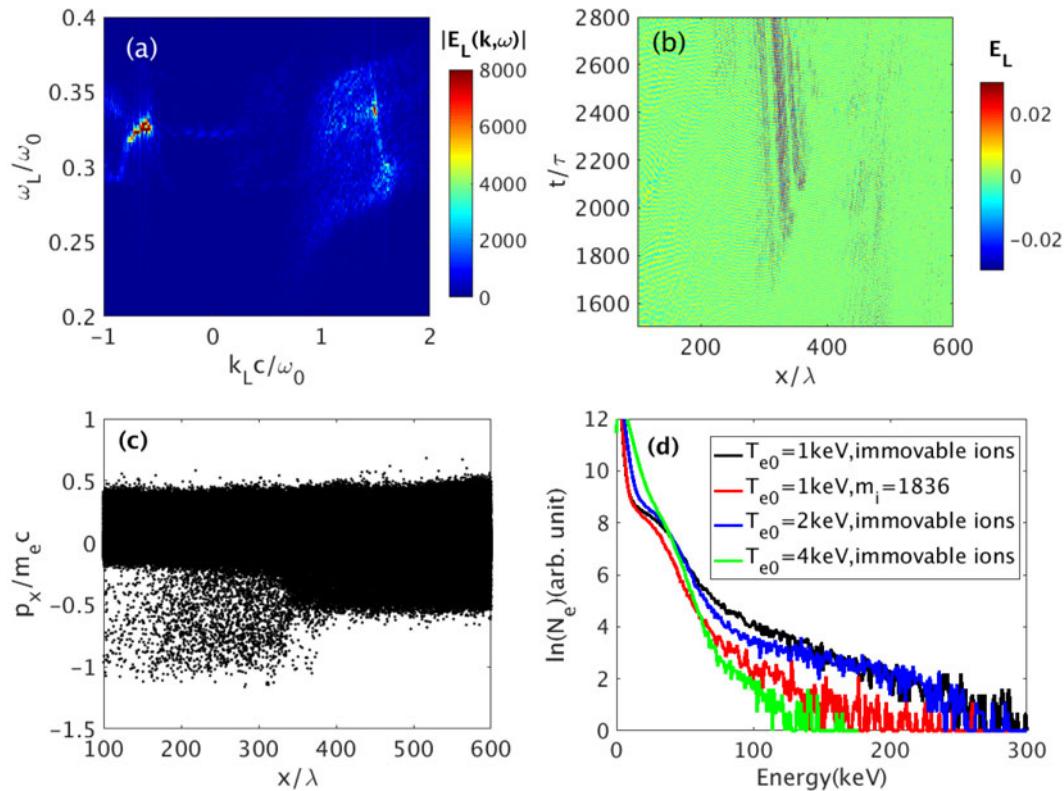 (a)
|E_L(k,ω)|
0.4
0.35
0.3
0.25
0.2
ω_L/ω_0
-1
0
1
2
k_L c/ω_0
8000
6000
4000
2000
0
(b)
E_L
2800
2600
2400
2200
2000
1800
1600
t/τ
200
400
600
x/λ
0.02
0
-0.02
(c)
1
0.5
0
-0.5
-1
-1.5
p_x/m_e c
100
200
300
400
500
600
x/λ
(d)
12
10
8
6
4
2
0
ln(N_e)(arb. unit)
T_e0=1keV,immovable ions
T_e0=1keV,m_i=1836
T_e0=2keV,immovable ions
T_e0=4keV,immovable ions
0
100
200
300
Energy(keV)